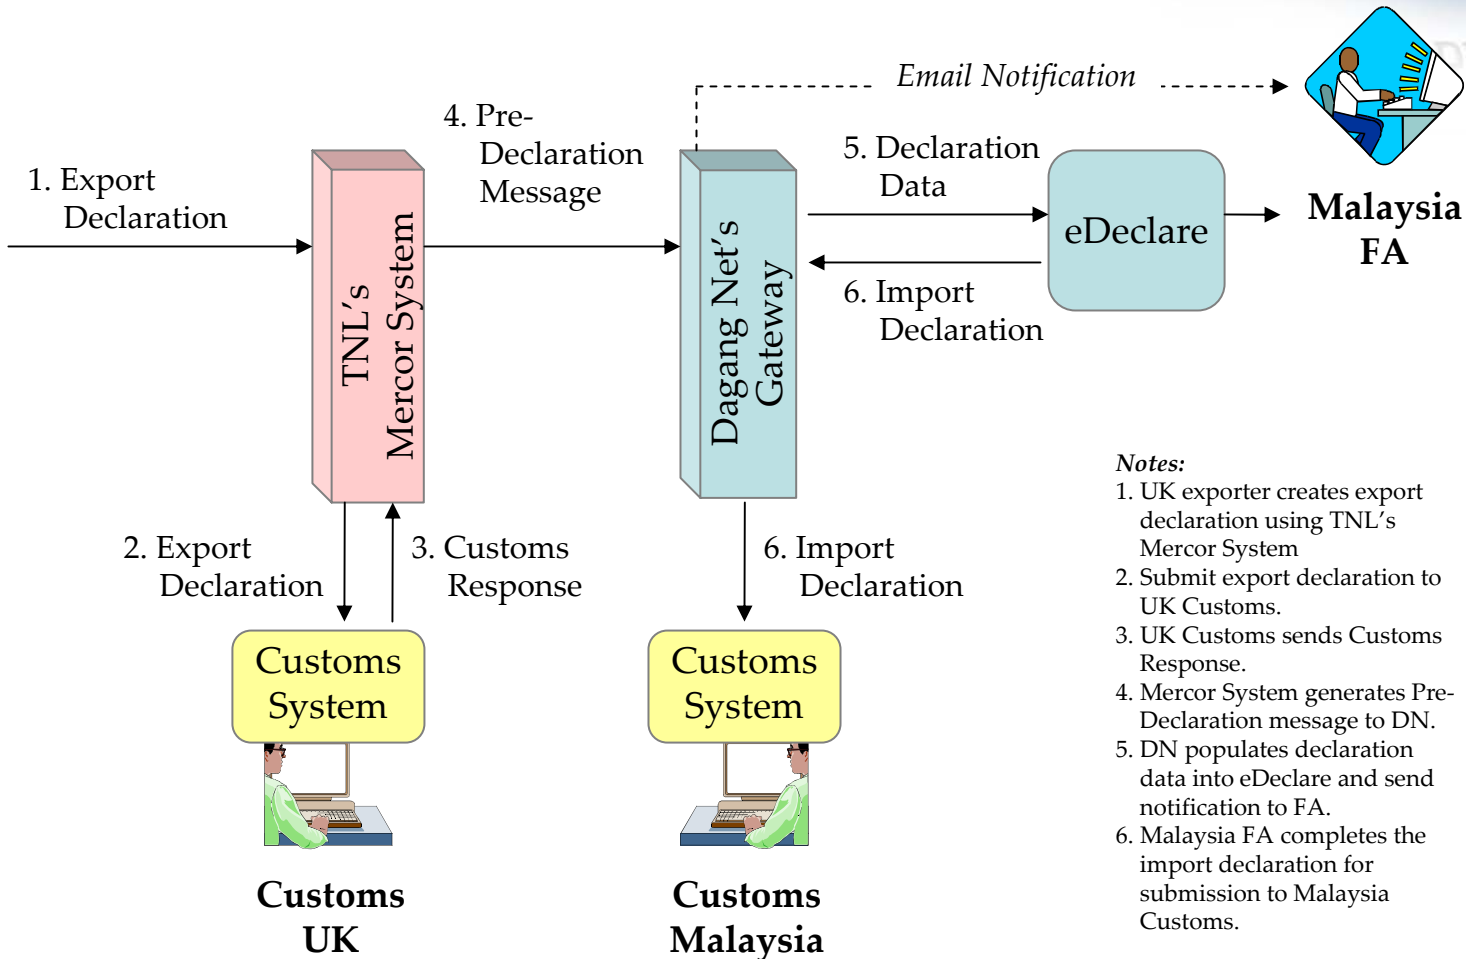 Email Notification
4. Pre-
Declaration
Message
1. Export
Declaration
5. Declaration
Data
TNL's
Mercor System
Dagang Net's
Gateway
eDeclare
Malaysia
FA
6. Import
Declaration
2. Export
Declaration
3. Customs
Response
6. Import
Declaration
Customs
System
Customs
System
Customs
UK
Customs
Malaysia
Notes:
1. UK exporter creates export
declaration using TNL's
Mercor System
2. Submit export declaration to
UK Customs.
3. UK Customs sends Customs
Response.
4. Mercor System generates Pre-
Declaration message to DN.
5. DN populates declaration
data into eDeclare and send
notification to FA.
6. Malaysia FA completes the
import declaration for
submission to Malaysia
Customs.